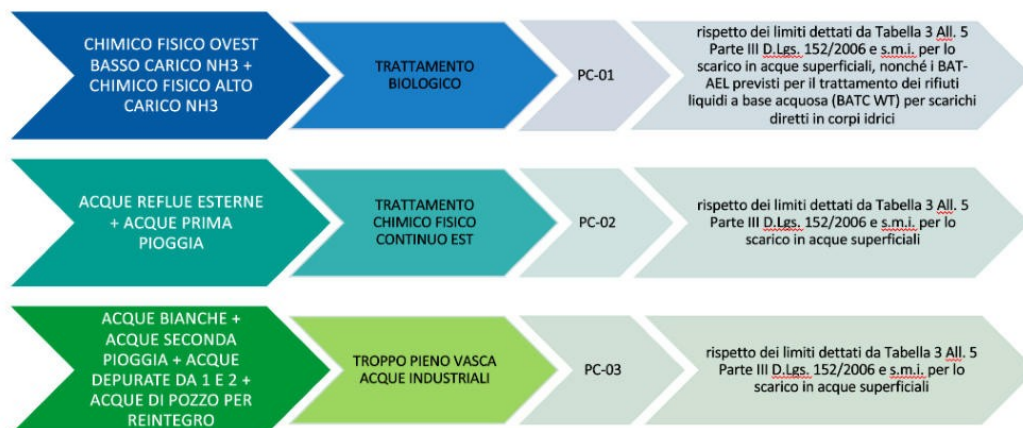 CHIMICO FISICO OVEST
BASSO CARICO NH3 +
CHIMICO FISICO ALTO
CARICO NH3
TRATTAMENTO
BIOLOGICO
PC-01
rispetto dei limiti dettati da Tabella 3 All. 5
Parte III D.Lgs. 152/2006 e s.m.i. per lo
scarico in acque superficiali, nonché i BAT-
AEL previsti per il trattamento dei rifiuti
liquidi a base acquosa (BATC WT) per scarichi
diretti in corpi idrici
ACQUE REFLUE ESTERNE
+ ACQUE PRIMA
PIOGGIA
TRATTAMENTO
CHIMICO FISICO
CONTINUO EST
PC-02
rispetto dei limiti dettati da Tabella 3 All. 5
Parte III D.Lgs. 152/2006 e s.m.i. per lo
scarico in acque superficiali
ACQUE BIANCHE +
ACQUE SECONDA
PIOGGIA + ACQUE
DEPURATE DA 1 E 2 +
ACQUE DI POZZO PER
REINTEGRO
TROPPO PIENO VASCA
ACQUE INDUSTRIALI
PC-03
rispetto dei limiti dettati da Tabella 3 All. 5
Parte III D.Lgs. 152/2006 e s.m.i. per lo
scarico in acque superficiali